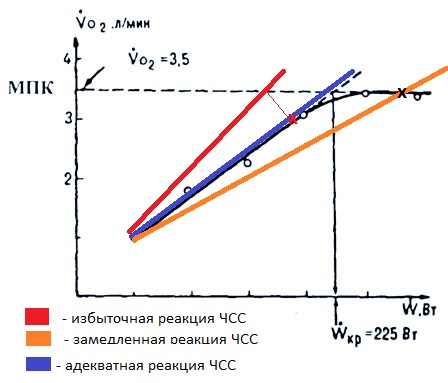 V̇o₂.л/мин
4
МПК
V̇o₂ = 3,5
3
x
x
2
Ẇ,Вт
Ẇкр = 225 Вт
- избыточная реакция ЧСС
- замедленная реакция ЧСС
- адекватная реакция ЧСС